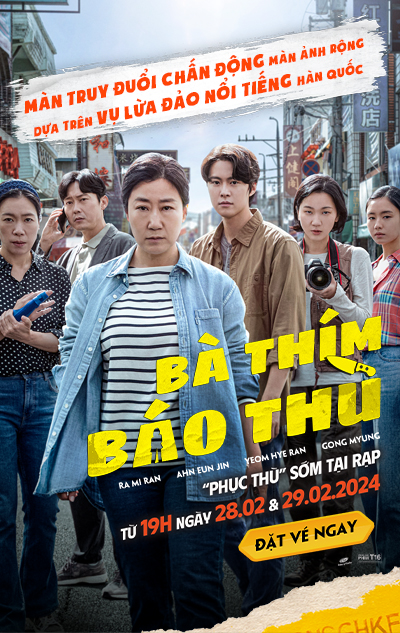 MÀN TRUY ĐUỔI CHẤN ĐỘNG MÀN ẢNH RỘNG
DỰA TRÊN VỤ LỪA ĐẢO NỔI TIẾNG HÀN QUỐC
BÀ THÍM
BÁO THÙ
RA MI RAN AHN EUN JIN YEOM HYE RAN GONG MYUNG
"PHỤC THÙ" SỚM TẠI RẠP
TỪ 19H NGÀY 28.02 & 29.02.2024
ĐẶT VÉ NGAY
T16